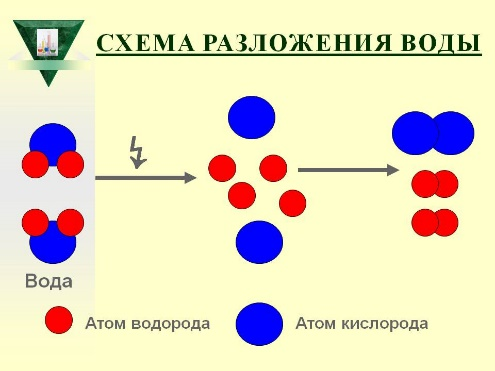 СХЕМА РАЗЛОЖЕНИЯ ВОДЫ
Вода
Атом водорода
Атом кислорода